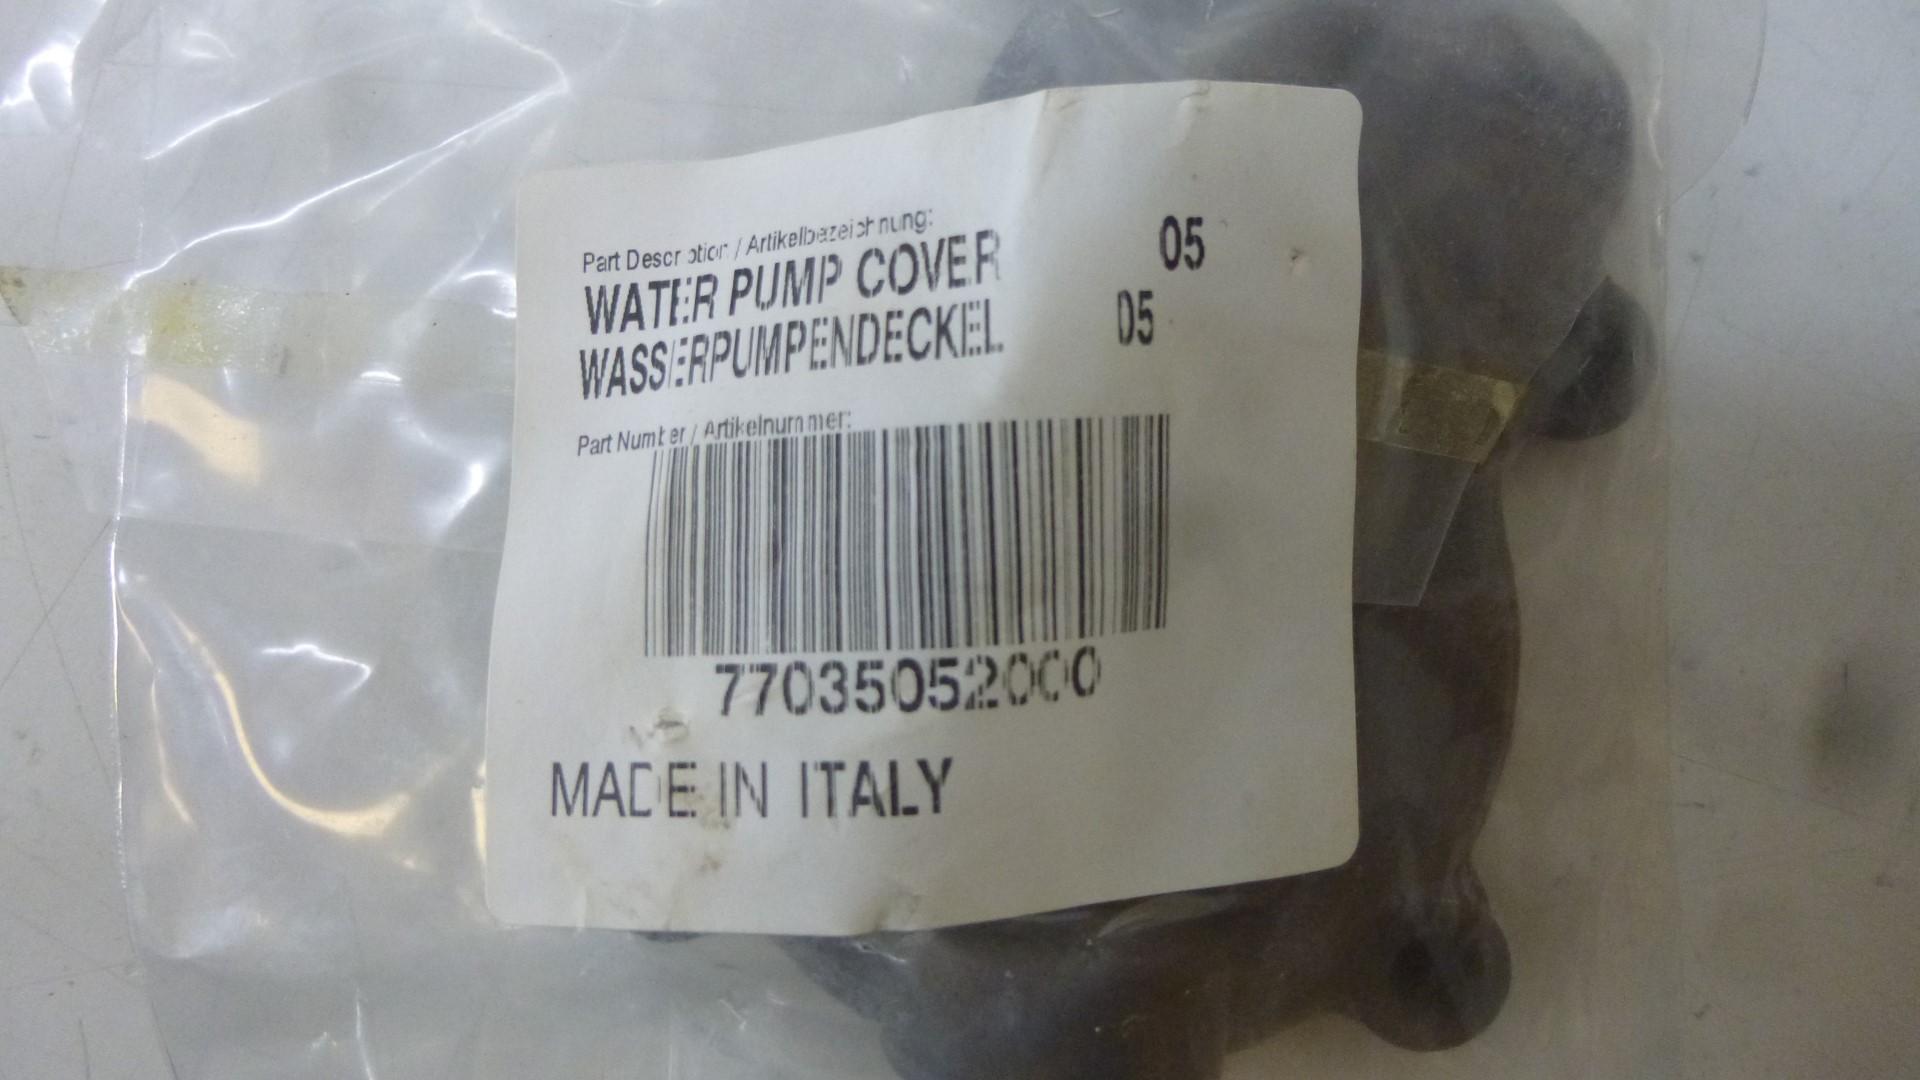 Part Description / Artikelbezeichnung:
WATER PUMP COVER 05
WASSERPUMPENDECKEL 05
Part Number / Artikelnummer:
77035052000
MADE IN ITALY